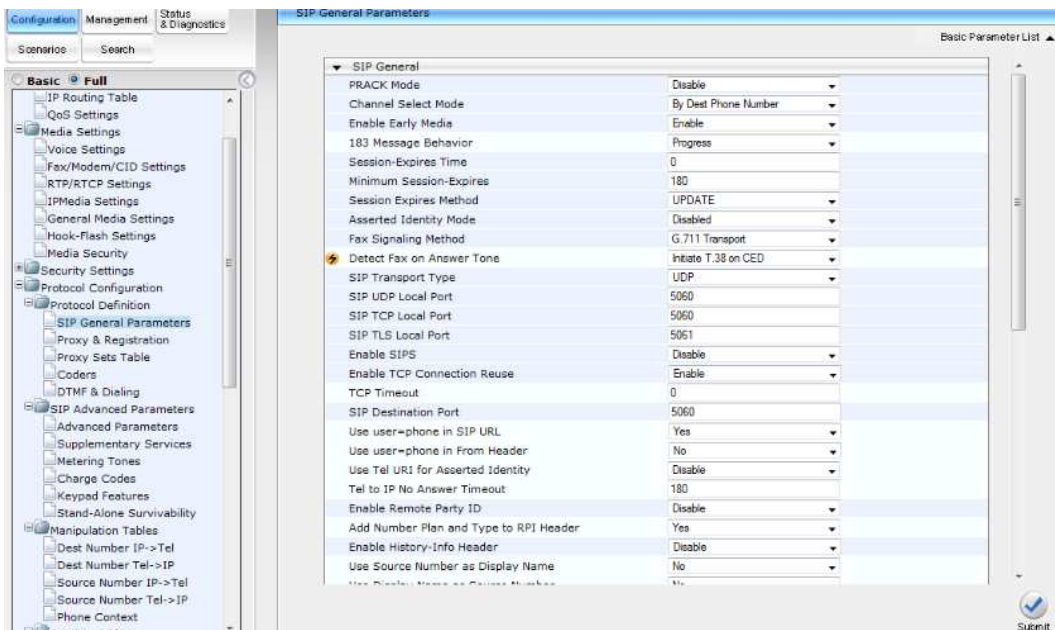 Configuration Management Status & Diagnostics
Scenarios Search
Basic Full
IP Routing Table
QoS Settings
Media Settings
Voice Settings
Fax/Modem/CID Settings
RTP/RTCP Settings
IPMedia Settings
General Media Settings
Hook-Flash Settings
Media Security
Security Settings
Protocol Configuration
Protocol Definition
SIP General Parameters
Proxy & Registration
Proxy Sets Table
Coders
DTMF & Dialing
SIP Advanced Parameters
Advanced Parameters
Supplementary Services
Metering Tones
Charge Codes
Keypad Features
Stand-Alone Survivability
Manipulation Tables
Dest Number IP->Tel
Dest Number Tel->IP
Source Number IP->Tel
Source Number Tel->IP
Phone Context
SIP General Parameters
Basic Parameter List
SIP General
PRACK Mode Disable
Channel Select Mode By Dest Phone Number
Enable Early Media Enable
183 Message Behavior Progress
Session-Expires Time 0
Minimum Session-Expires 180
Session Expires Method UPDATE
Asserted Identity Mode Disabled
Fax Signaling Method G.711 Transport
Detect Fax on Answer Tone Initiate T.38 on CED
SIP Transport Type UDP
SIP UDP Local Port 5060
SIP TCP Local Port 5060
SIP TLS Local Port 5061
Enable SIPS Disable
Enable TCP Connection Reuse Enable
TCP Timeout 0
SIP Destination Port 5060
Use user=phone in SIP URL Yes
Use user=phone in From Header No
Use Tel URI for Asserted Identity Disable
Tel to IP No Answer Timeout 180
Enable Remote Party ID Disable
Add Number Plan and Type to RPI Header Yes
Enable History-Info Header Disable
Use Source Number as Display Name No
Use Display Name as Source Number No
Submit